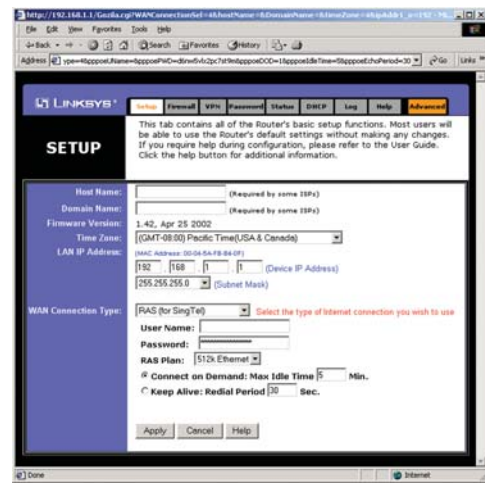 http://192.168.1.1/Gozila.cgi?WANConnectionSel=4&hostName=&DomainName=&timeZone=4&ipAddr1_0=192 - Mi...
File Edit View Favorites Tools Help
Back Search Favorites History
Address Go Links
LINKSYS®
Setup Firewall VPN Password Status DHCP Log Help Advanced
SETUP
This tab contains all of the Router's basic setup functions. Most users will
be able to use the Router's default settings without making any changes.
If you require help during configuration, please refer to the User Guide.
Click the help button for additional information.
Host Name: (Required by some ISPs)
Domain Name: (Required by some ISPs)
Firmware Version: 1.42, Apr 25 2002
Time Zone: (GMT-08:00) Pacific Time (USA & Canada)
LAN IP Address: (MAC Address: 00-04-5A-FB-B4-DF)
192 . 168 . 1 . 1 (Device IP Address)
255.255.255.0 (Subnet Mask)
WAN Connection Type: RAS (for SingTel) Select the type of Internet connection you wish to use
User Name:
Password:
RAS Plan: 512k Ethernet
Connect on Demand: Max Idle Time 5 Min.
Keep Alive: Redial Period 30 Sec.
Apply Cancel Help
Done Internet